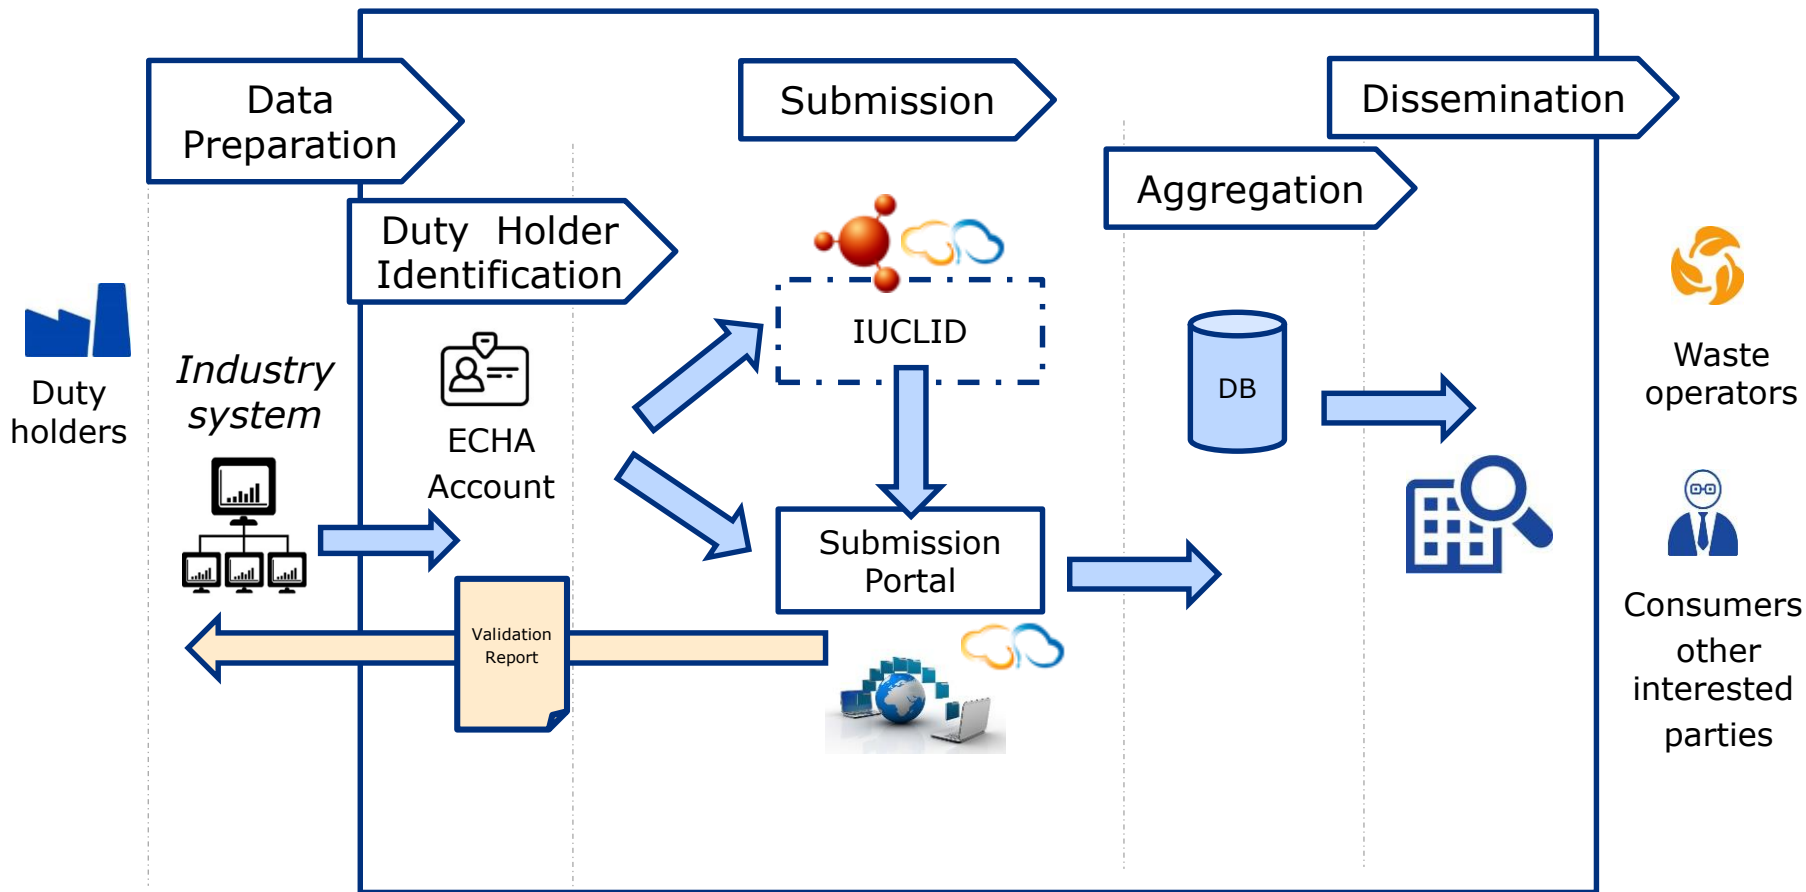 Data
Preparation
Submission
Dissemination
Aggregation
Duty Holder
Identification
Duty
holders
Industry
system
ECHA
Account
IUCLID
Submission
Portal
Validation
Report
DB
Waste
operators
Consumers
other
interested
parties